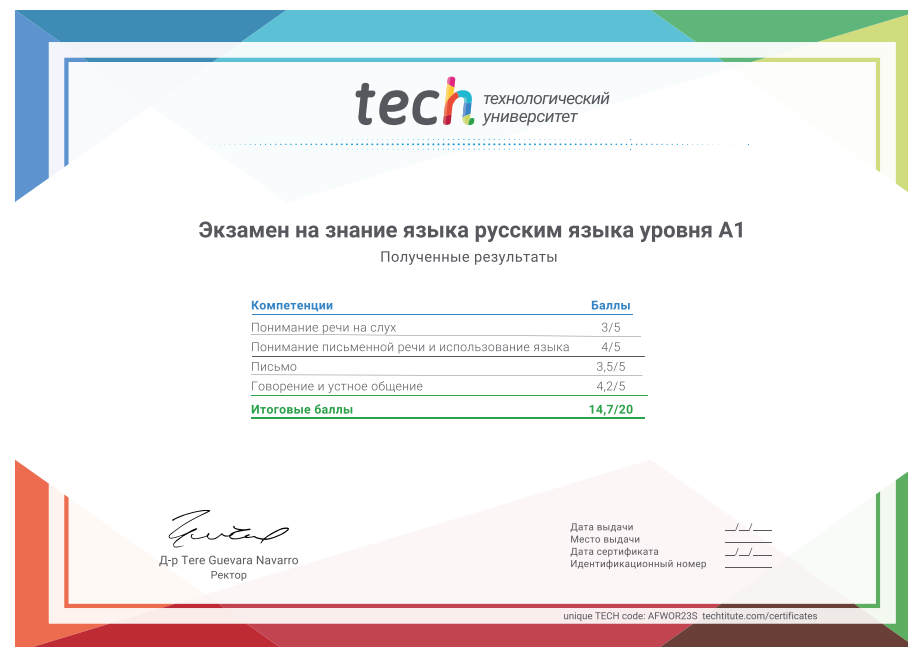 tech технологический
университет
Экзамен на знание языка русским языка уровня А1
Полученные результаты
Компетенции Баллы
Понимание речи на слух 3/5
Понимание письменной речи и использование языка 4/5
Письмо 3,5/5
Говорение и устное общение 4,2/5
Итоговые баллы 14,7/20
Д-р Tere Guevara Navarro
Ректор
Дата выдачи __/__/____
Место выдачи ________
Дата сертификата __/__/____
Идентификационный номер ________
unique TECH code: AFWOR23S techtitute.com/certificates